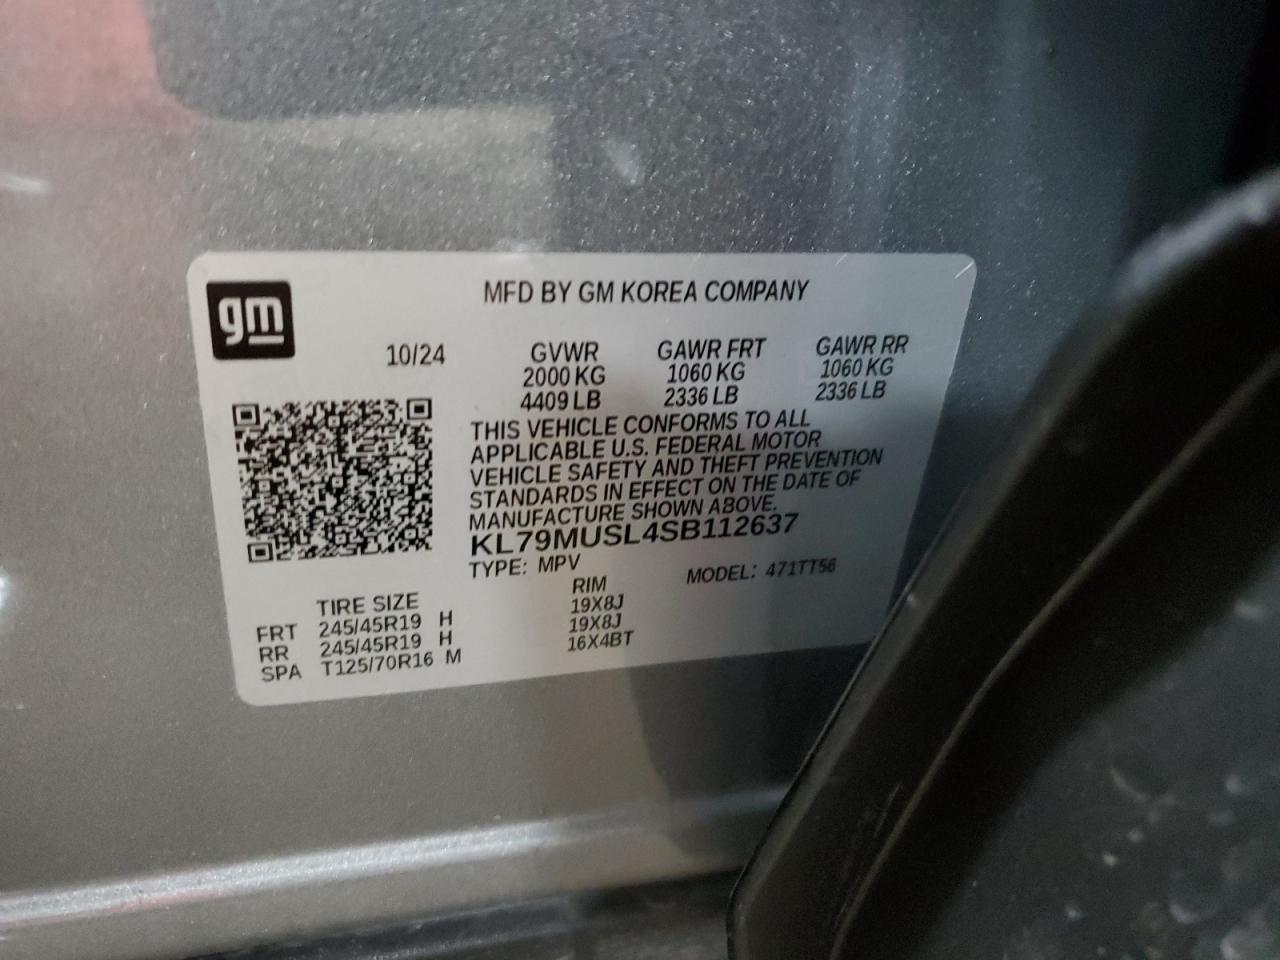 gm
MFD BY GM KOREA COMPANY
10/24 GVWR GAWR FRT GAWR RR
2000 KG 1060 KG 1060 KG
4409 LB 2336 LB 2336 LB
THIS VEHICLE CONFORMS TO ALL
APPLICABLE U.S. FEDERAL MOTOR
VEHICLE SAFETY AND THEFT PREVENTION
STANDARDS IN EFFECT ON THE DATE OF
MANUFACTURE SHOWN ABOVE.
KL79MUSL4SB112637
TYPE: MPV MODEL: 471TT56
TIRE SIZE RIM
FRT 245/45R19 H 19X8J
RR 245/45R19 H 19X8J
SPA T125/70R16 M 16X4BT